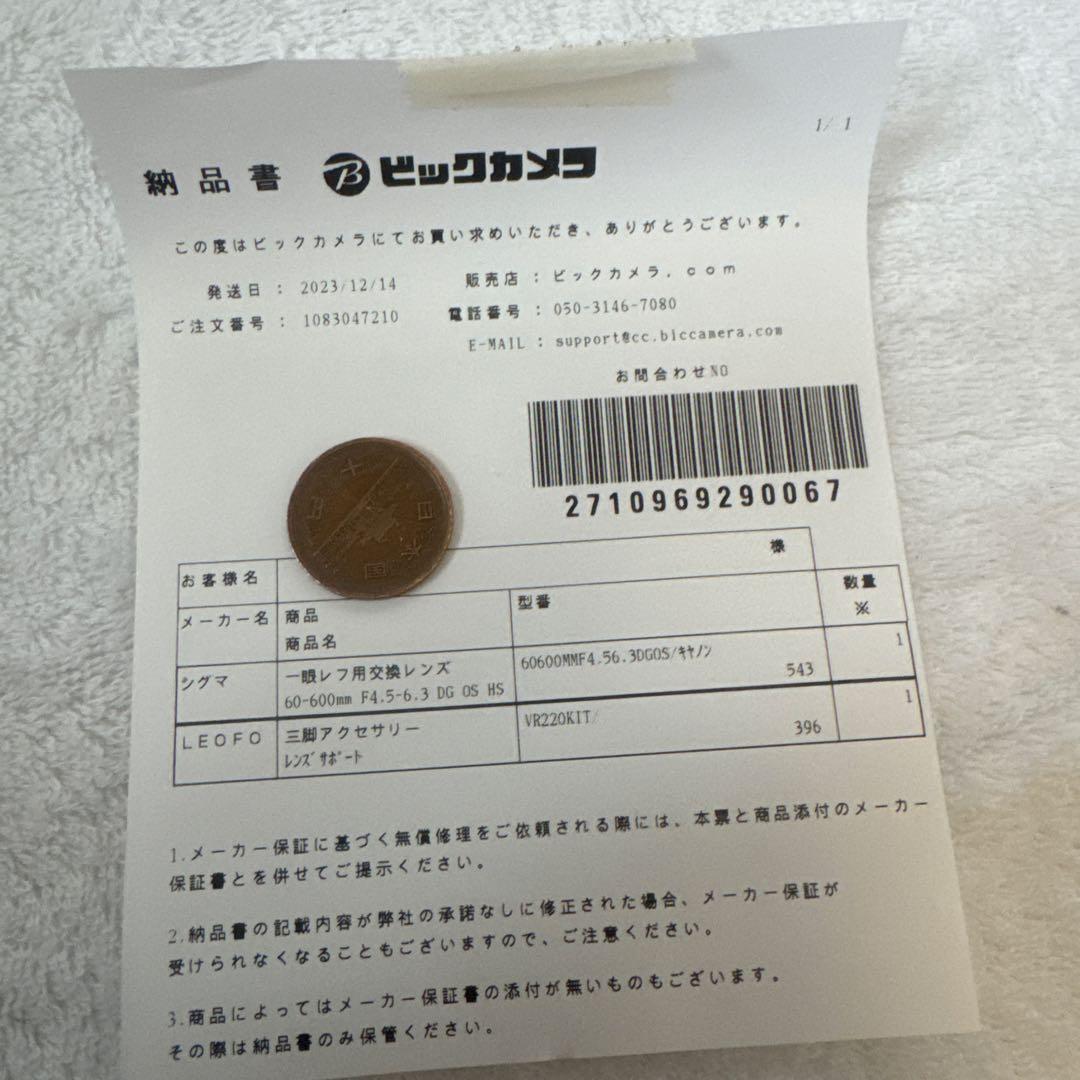 1/ 1
納品書 B ビックカメラ
この度はビックカメラにてお買い求めいただき、ありがとうございます。
発送日 : 2023/12/14
ご注文番号 : 1083047210
販売店 : ビックカメラ.com
電話番号 : 050-3146-7080
E-MAIL : support@cc.biccamera.com
お問合わせNO
2710969290067
日本国 十円
お客様名 様
メーカー名 商品 商品名 型番 数量 ※
シグマ 一眼レフ用交換レンズ 60600MMF4.56.3DGOS/キヤノン 1
60-600mm F4.5-6.3 DG OS HS 543
LEOFO 三脚アクセサリー VR220KIT/ 1
レンズサポート 396
1.メーカー保証に基づく無償修理をご依頼される際には、本票と商品添付のメーカー
保証書とを併せてご提示ください。
2.納品書の記載内容が弊社の承諾なしに修正された場合、メーカー保証が
受けられなくなることもございますので、ご注意ください。
3.商品によってはメーカー保証書の添付が無いものもございます。
その際は納品書のみ保管ください。